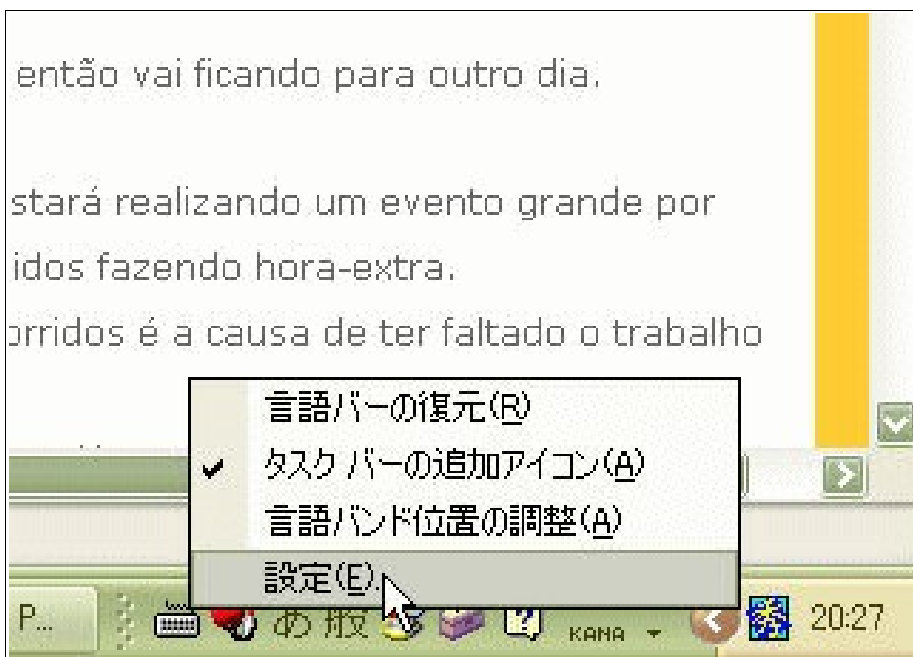 então vai ficando para outro dia.
stará realizando um evento grande por
idos fazendo hora-extra.
orridos é a causa de ter faltado o trabalho
言語バーの復元(R)
タスク バーの追加アイコン(A)
言語バンド位置の調整(A)
設定(E)...
P... あ 般 KANA 20:27